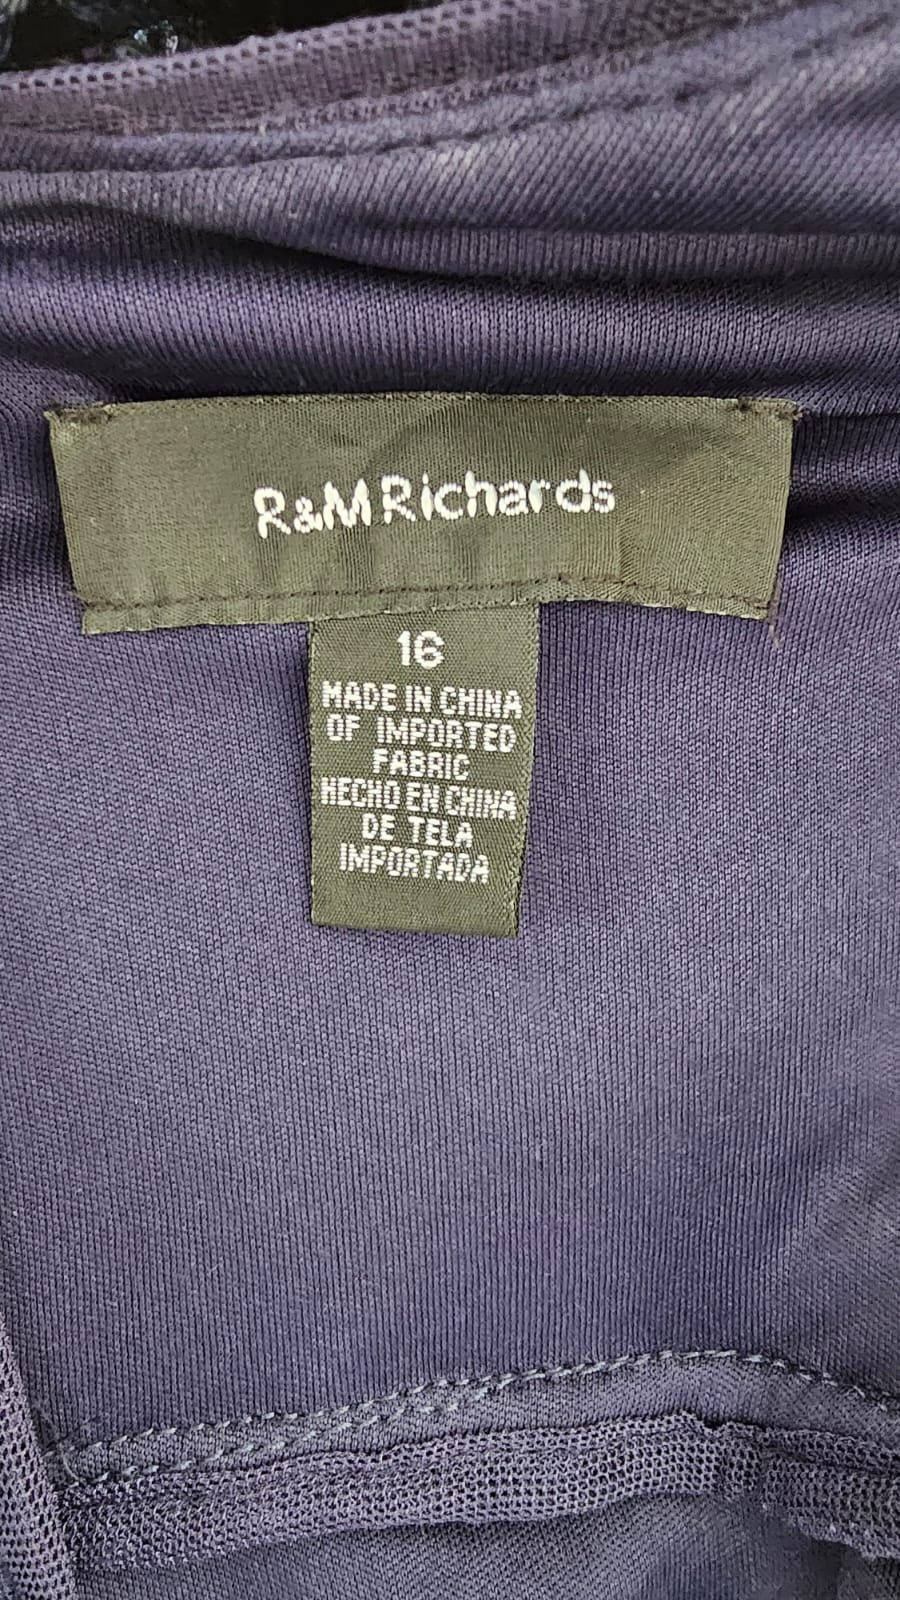 R&M Richards
16
MADE IN CHINA
OF IMPORTED
FABRIC
HECHO EN CHINA
DE TELA
IMPORTADA